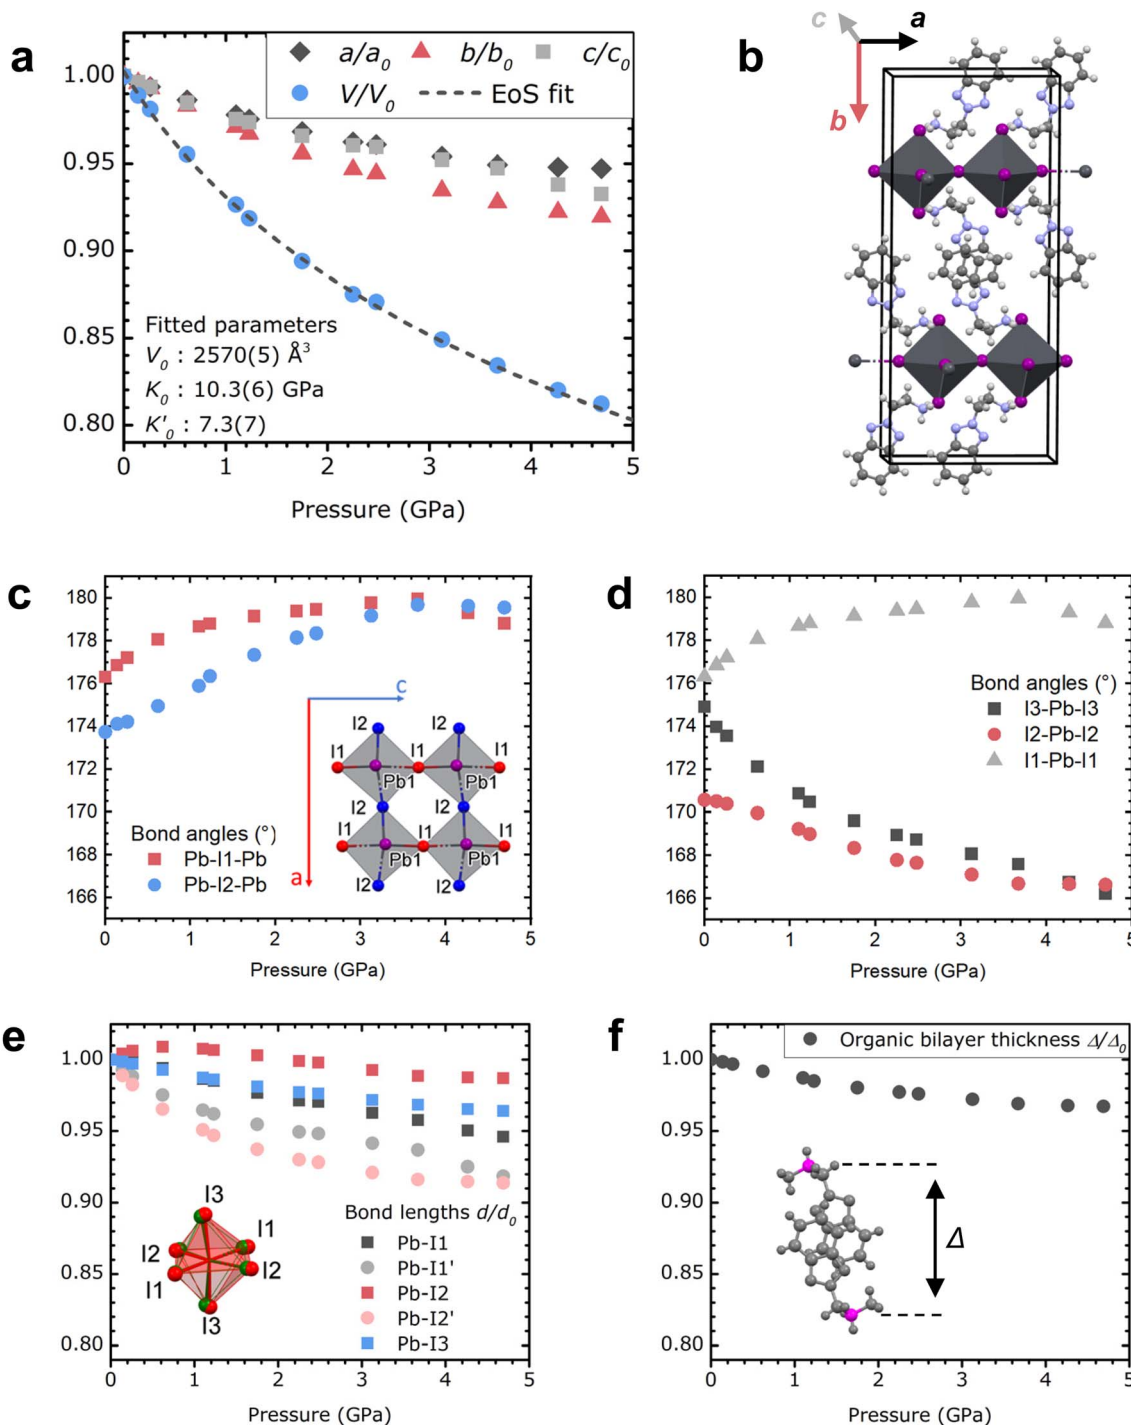 a
a/a0 b/b0 c/c0
V/V0 EoS fit
1.00
0.95
0.90
0.85
0.80
Fitted parameters
V0 : 2570(5) Å3
K0 : 10.3(6) GPa
K'0 : 7.3(7)
0 1 2 3 4 5
Pressure (GPa)
b
c a
b
c
180
178
176
174
172
170
168
166
c
I2 I2
I1 I1 I1
Pb1 Pb1
I2 I2
I1 I1 I1
Pb1 Pb1
I2 I2
a
Bond angles (°)
Pb-I1-Pb
Pb-I2-Pb
0 1 2 3 4 5
Pressure (GPa)
d
180
178
176
174
172
170
168
166
Bond angles (°)
I3-Pb-I3
I2-Pb-I2
I1-Pb-I1
0 1 2 3 4 5
Pressure (GPa)
e
1.00
0.95
0.90
0.85
0.80
I3
I1
I2
I2
I1
I3
Bond lengths d/d0
Pb-I1
Pb-I1'
Pb-I2
Pb-I2'
Pb-I3
0 1 2 3 4 5
Pressure (GPa)
f
Organic bilayer thickness Δ/Δ0
1.00
0.95
0.90
0.85
0.80
Δ
0 1 2 3 4 5
Pressure (GPa)